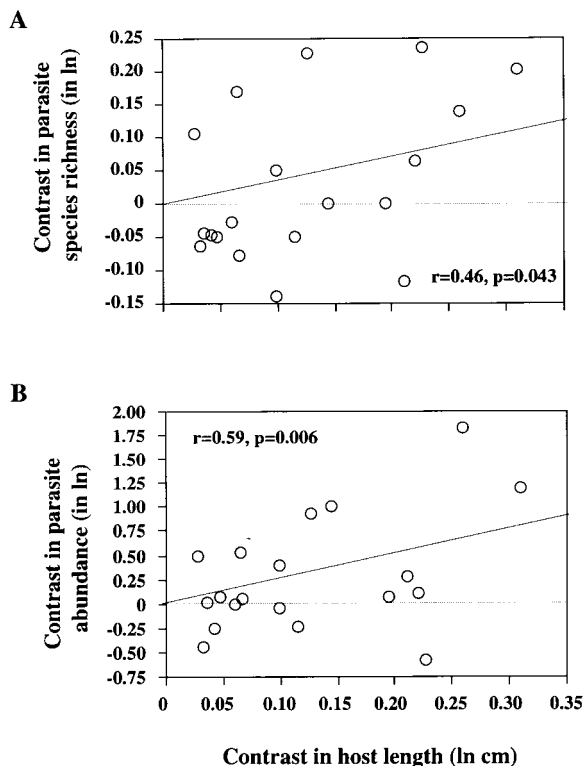 A
Contrast in parasite
species richness (in ln)
0.25
0.20
0.15
0.10
0.05
0
-0.05
-0.10
-0.15
r=0.46, p=0.043
B
Contrast in parasite
abundance (in ln)
2.00
1.75
1.50
1.25
1.00
0.75
0.50
0.25
0
-0.25
-0.50
-0.75
r=0.59, p=0.006
0 0.05 0.10 0.15 0.20 0.25 0.30 0.35
Contrast in host length (ln cm)